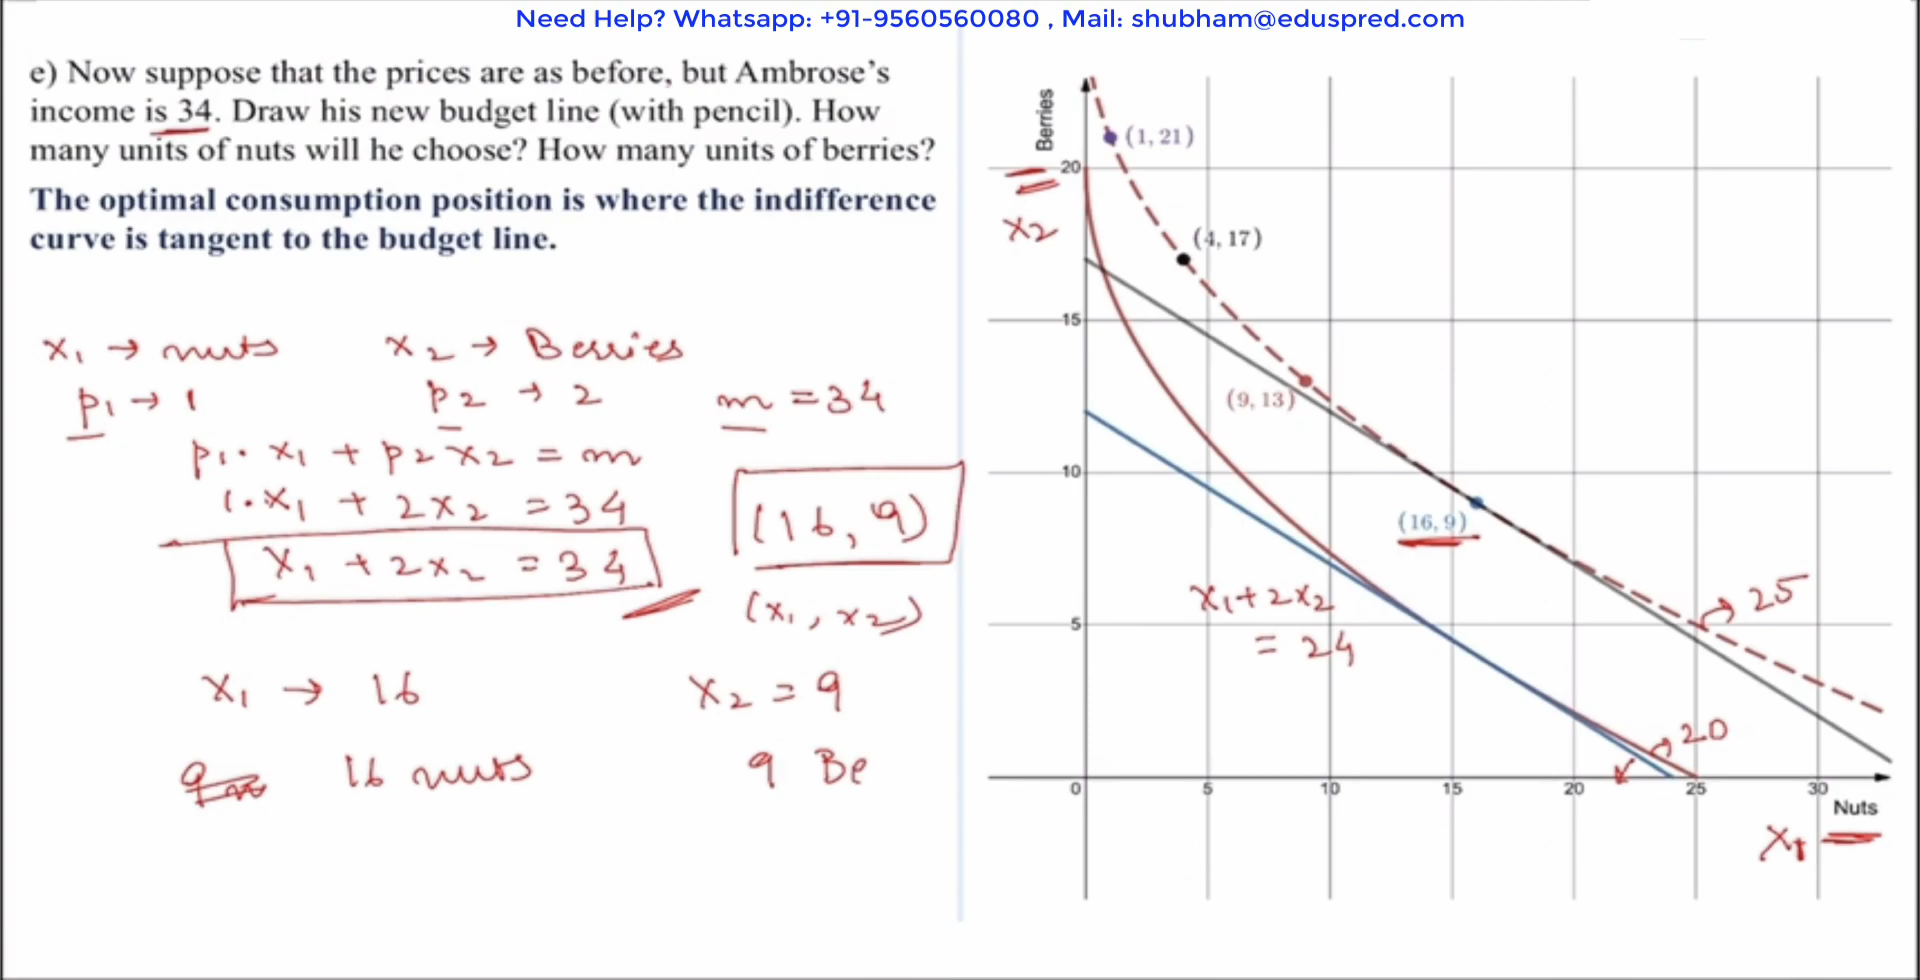 Need Help? Whatsapp: +91-9560560080 , Mail: shubham@eduspred.com
e) Now suppose that the prices are as before, but Ambrose's
income is 34. Draw his new budget line (with pencil). How
many units of nuts will he choose? How many units of berries?
The optimal consumption position is where the indifference
curve is tangent to the budget line.
x₁ → nuts x₂ → Berries
p₁ → 1 p₂ → 2 m = 34
p₁. x₁ + p₂ x₂ = m
1. x₁ + 2x₂ = 34
x₁ + 2x₂ = 34
(16, 9)
(x₁, x₂)
x₁ → 16 x₂ = 9
16 nuts 9 Be
Berries
(1, 21)
20
x₂
(4, 17)
15
(9, 13)
10
(16, 9)
x₁+2x₂
= 24
25
5
20
0 5 10 15 20 25 30
Nuts
x₁